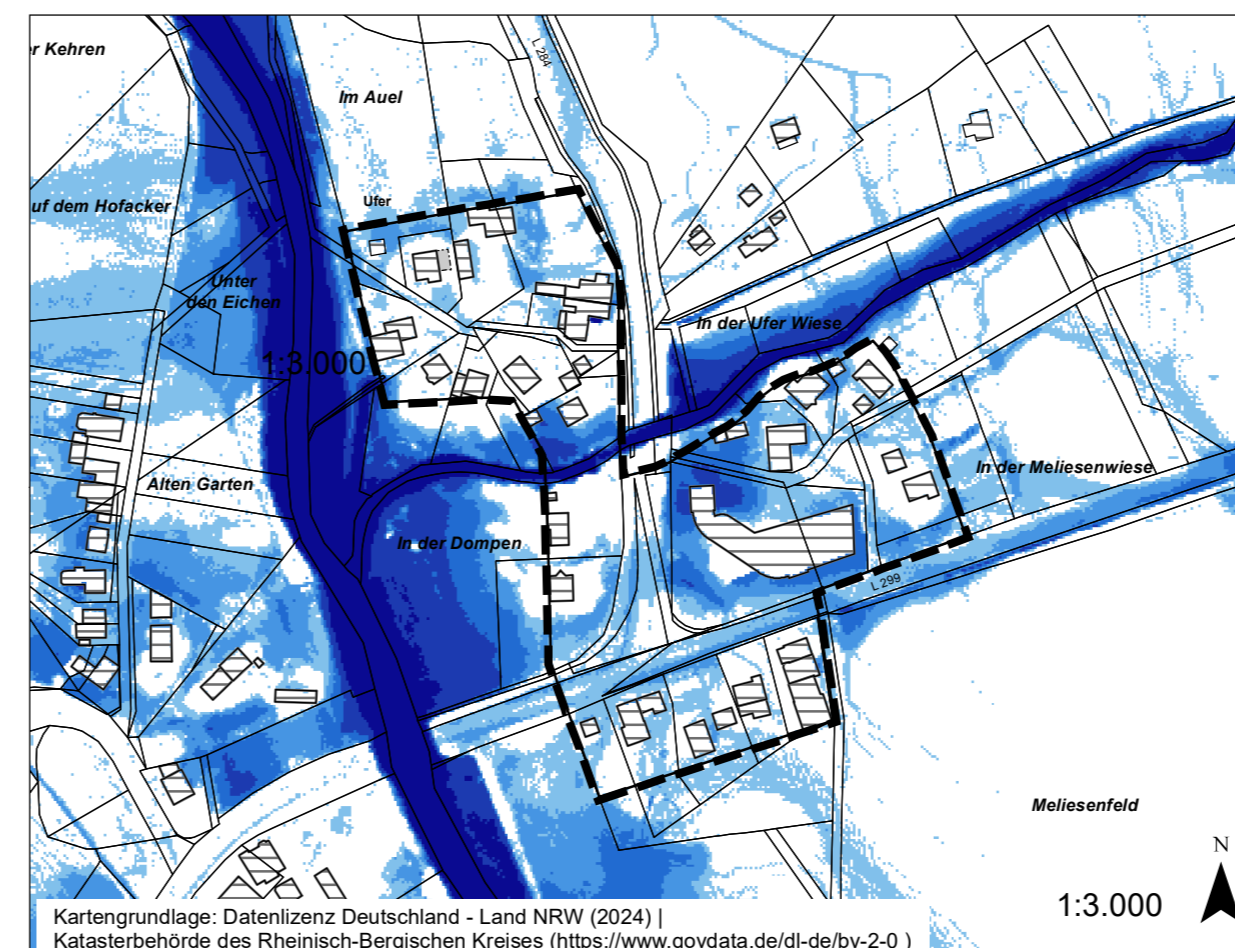 r Kehren
L 284
Im Auel
uf dem Hofacker
Ufer
Unter
den Eichen
In der Ufer Wiese
1:3.000
In der Meliesenwiese
Alten Garten
In der Dompen
L 299
Meliesenfeld
N
1:3.000
Kartengrundlage: Datenlizenz Deutschland - Land NRW (2024) |
Katasterbehörde des Rheinisch-Bergischen Kreises (https://www.govdata.de/dl-de/by-2-0 )